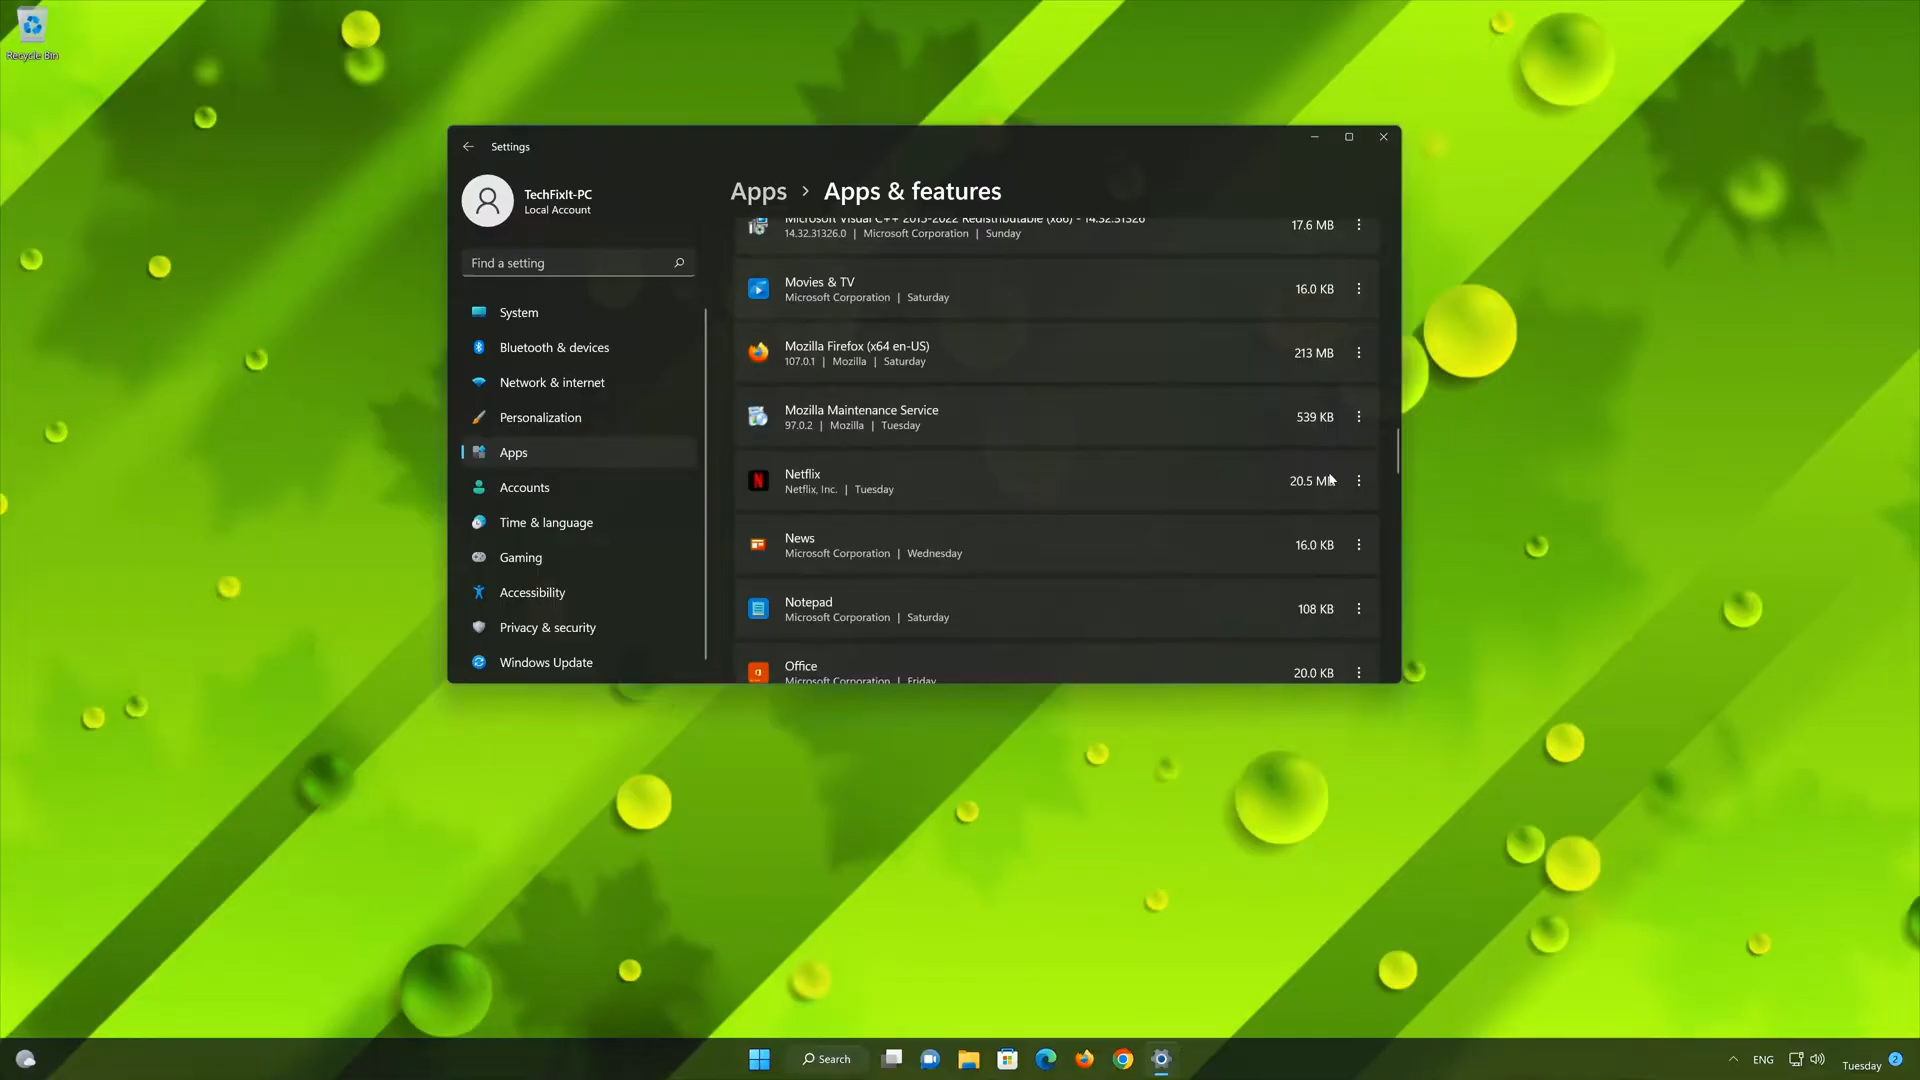 Recycle Bin
Settings
TechFixIt-PC
Local Account
Find a setting
System
Bluetooth & devices
Network & internet
Personalization
Apps
Accounts
Time & language
Gaming
Accessibility
Privacy & security
Windows Update
Apps > Apps & features
Microsoft Visual C++ 2015-2022 Redistributable (x86) - 14.32.31326
14.32.31326.0 | Microsoft Corporation | Sunday
17.6 MB
Movies & TV
Microsoft Corporation | Saturday
16.0 KB
Mozilla Firefox (x64 en-US)
107.0.1 | Mozilla | Saturday
213 MB
Mozilla Maintenance Service
97.0.2 | Mozilla | Tuesday
539 KB
Netflix
Netflix, Inc. | Tuesday
20.5 MB
News
Microsoft Corporation | Wednesday
16.0 KB
Notepad
Microsoft Corporation | Saturday
108 KB
Office
Microsoft Corporation | Friday
20.0 KB
Search
ENG
Tuesday
2